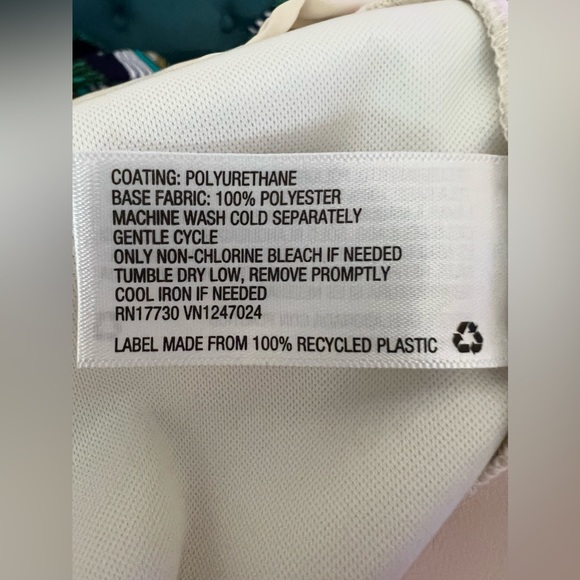 COATING: POLYURETHANE
BASE FABRIC: 100% POLYESTER
MACHINE WASH COLD SEPARATELY
GENTLE CYCLE
ONLY NON-CHLORINE BLEACH IF NEEDED
TUMBLE DRY LOW, REMOVE PROMPTLY
COOL IRON IF NEEDED
RN17730 VN1247024
LABEL MADE FROM 100% RECYCLED PLASTIC